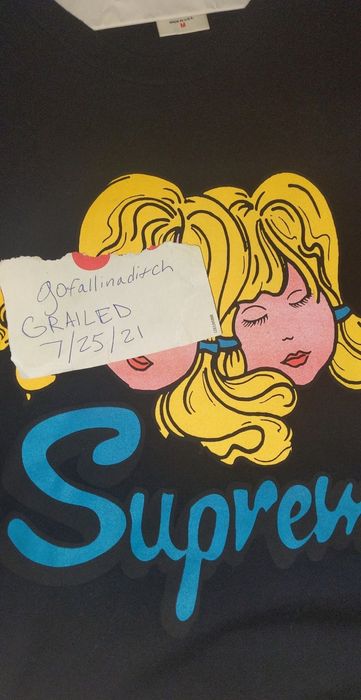 M
gofallinaditch
GRAILED
7/25/21
Suprem